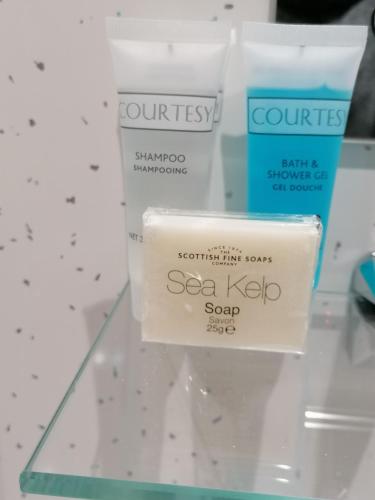 COURTESY
SHAMPOO
SHAMPOOING
COURTESY
BATH &
SHOWER GEL
GEL DOUCHE
SINCE 1974
THE
SCOTTISH FINE SOAPS
COMPANY
Sea Kelp
Soap
Savon
25g℮